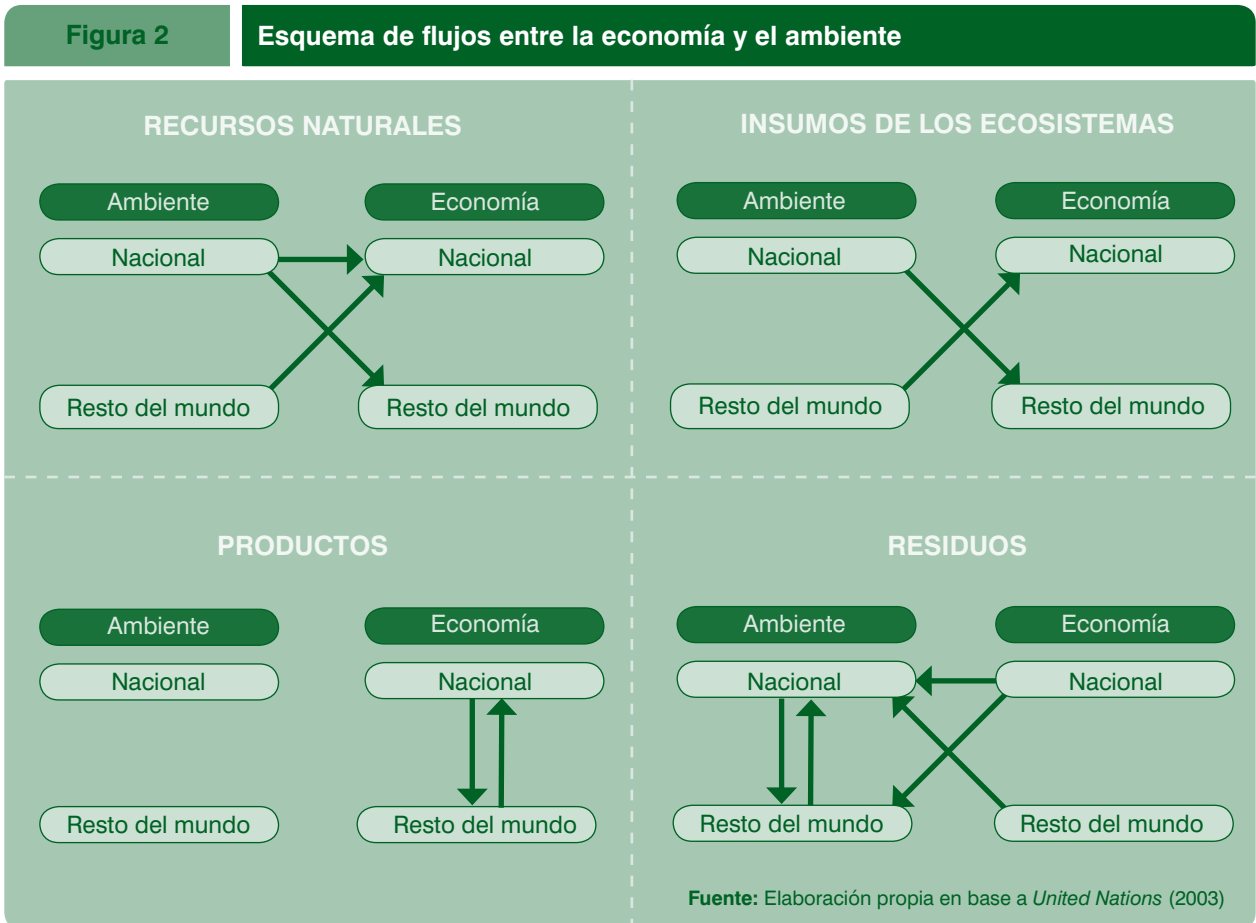 Figura 2
Esquema de flujos entre la economía y el ambiente
RECURSOS NATURALES
Ambiente
Economía
Nacional
Nacional
Resto del mundo
Resto del mundo
INSUMOS DE LOS ECOSISTEMAS
Ambiente
Economía
Nacional
Nacional
Resto del mundo
Resto del mundo
PRODUCTOS
Ambiente
Economía
Nacional
Nacional
Resto del mundo
Resto del mundo
RESIDUOS
Ambiente
Economía
Nacional
Nacional
Resto del mundo
Resto del mundo
Fuente: Elaboración propia en base a United Nations (2003)